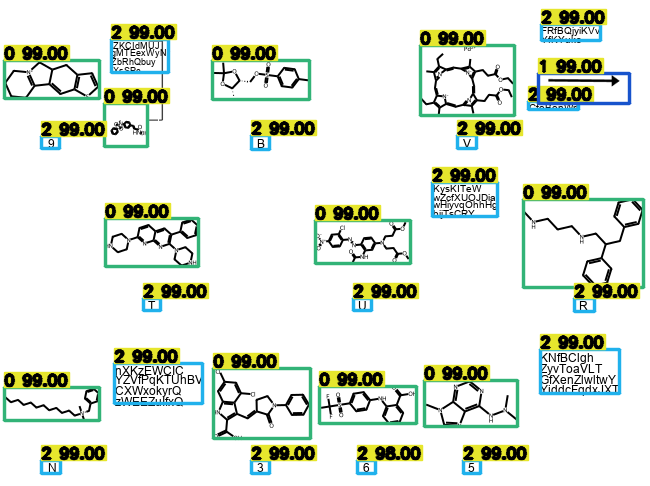 2 99.00
2 99.00
ZKCIdMUJT
gMTEexWyN
ZbRhQbuy
0 99.00
0 99.00
0 99.00
1 99.00
2 99.00
0 99.00
2 99.00
2 99.00
2 99.00
9
B
V
2 99.00
KysKITeW
wZcfXUOJDia
wHiyvqOhhHg
0 99.00
0 99.00
0 99.00
2 99.00
2 99.00
2 99.00
T
U
R
2 99.00
2 99.00
nXKzEWCIC
YZVfPqKTUhBV
CXWxokyrQ
KNfBCIgh
ZyvToaVLT
GfXenZIwItwY
0 99.00
0 99.00
0 99.00
0 99.00
2 99.00
2 99.00
2 98.00
2 99.00
N
3
6
5